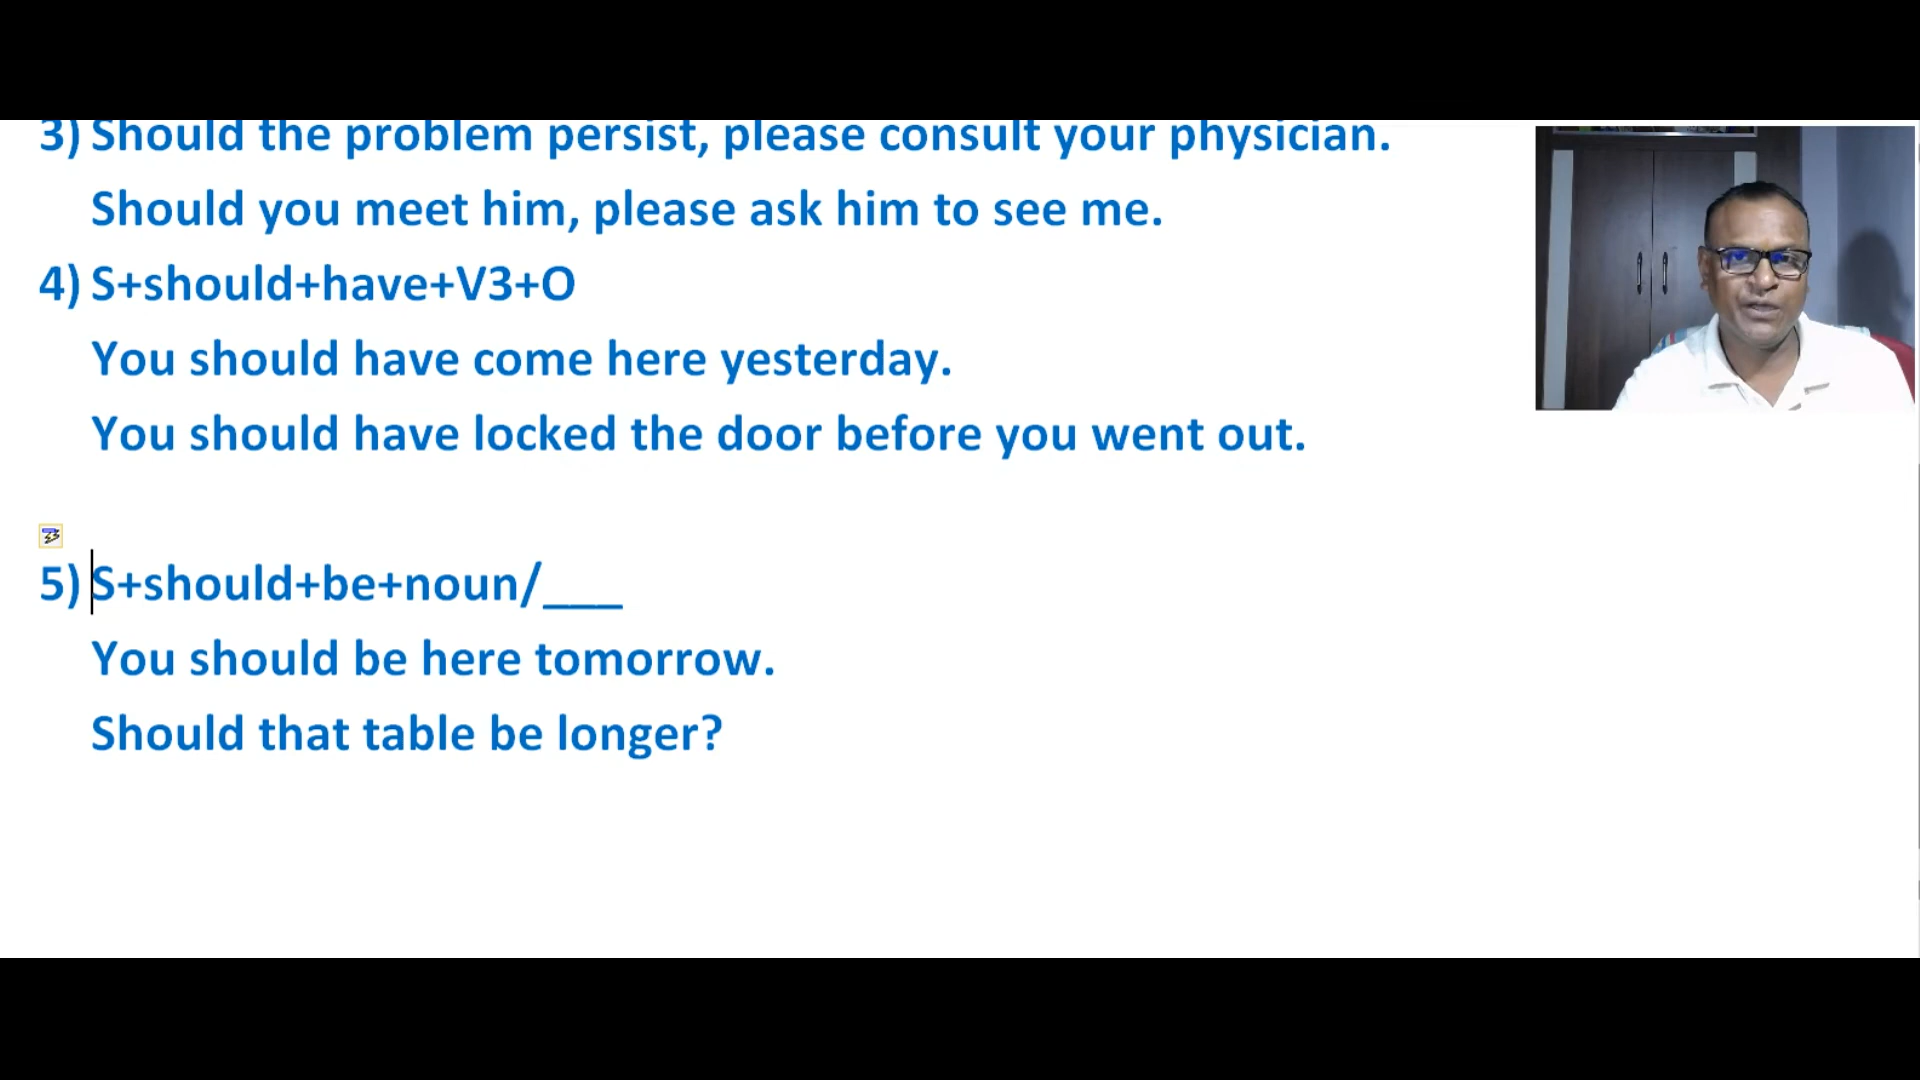 3) Should the problem persist, please consult your physician.
Should you meet him, please ask him to see me.
4) S+should+have+V3+O
You should have come here yesterday.
You should have locked the door before you went out.
5) S+should+be+noun/___
You should be here tomorrow.
Should that table be longer?